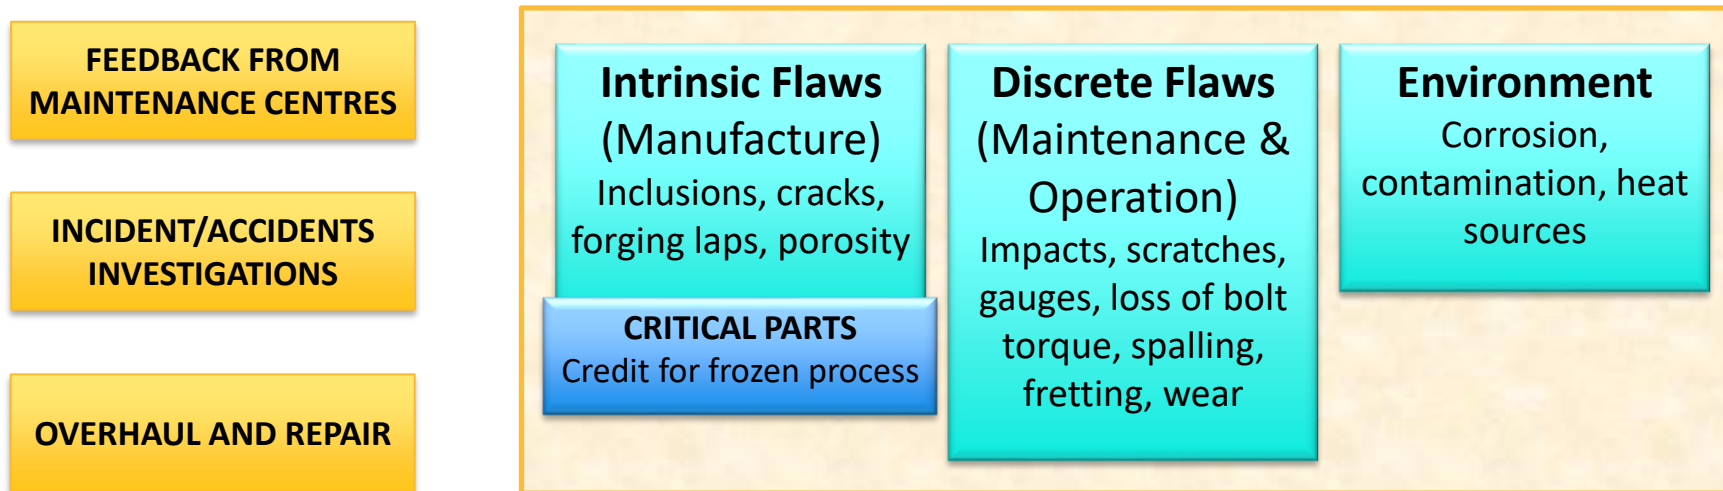 FEEDBACK FROM
MAINTENANCE CENTRES
INCIDENT/ACCIDENTS
INVESTIGATIONS
OVERHAUL AND REPAIR
Intrinsic Flaws
(Manufacture)
Inclusions, cracks,
forging laps, porosity
CRITICAL PARTS
Credit for frozen process
Discrete Flaws
(Maintenance &
Operation)
Impacts, scratches,
gauges, loss of bolt
torque, spalling,
fretting, wear
Environment
Corrosion,
contamination, heat
sources